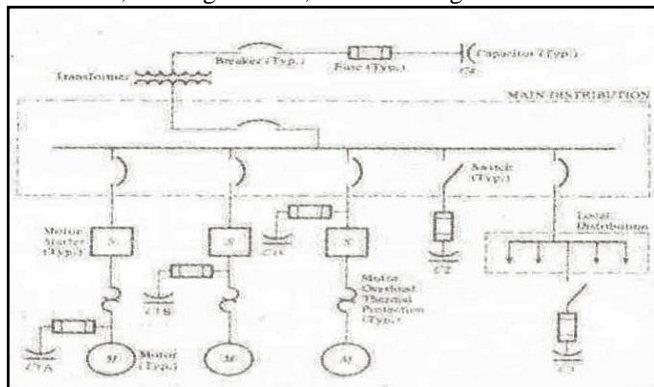 Breaker (Typ.)
Fuse (Typ.)
Capacitor (Typ.)
C4
Transformer
MAIN DISTRIBUTION
Switch
(Typ.)
Motor
Starter
(Typ.)
S
S
S
C1C
C2
Local
Distribution
C1B
Motor
Overload
Thermal
Protection
(Typ.)
C1A
M
Motor
(Typ.)
M
M
C3